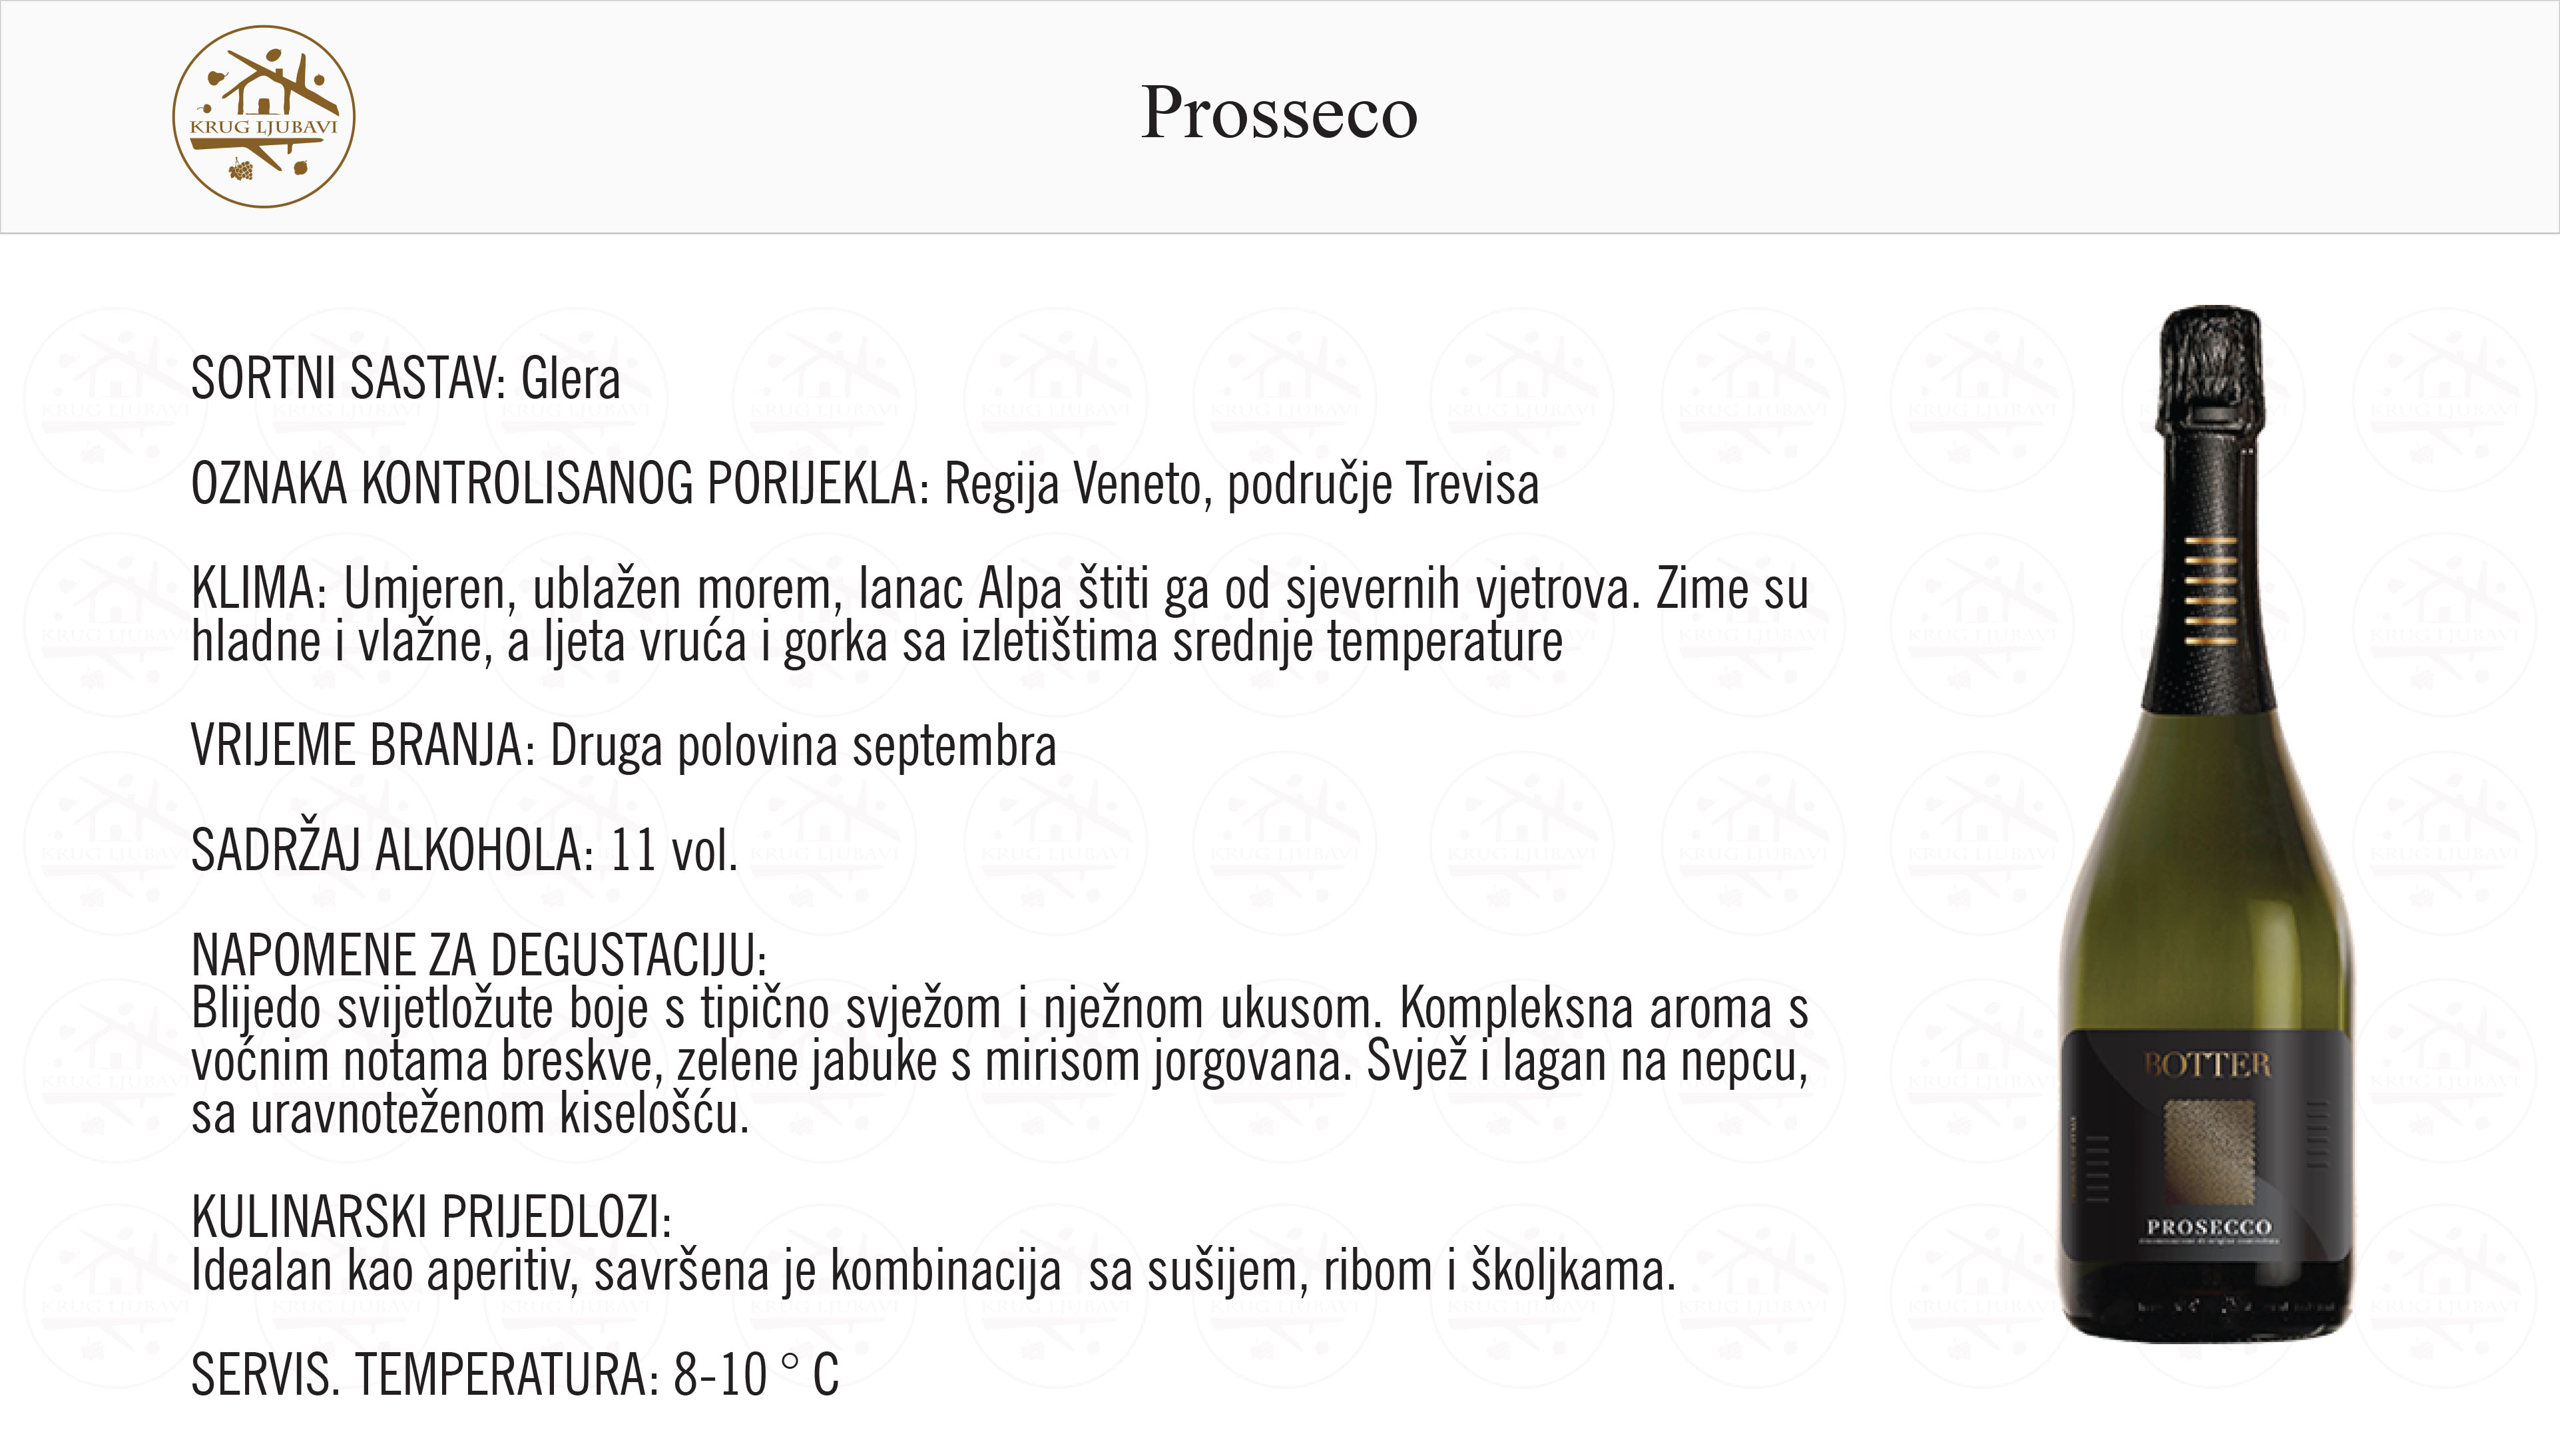 KRUG LJUBAVI
Prosseco
SORTNI SASTAV: Glera
OZNAKA KONTROLISANOG PORIJEKLA: Regija Veneto, područje Trevisa
KLIMA: Umjeren, ublažen morem, lanac Alpa štiti ga od sjevernih vjetrova. Zime su
hladne i vlažne, a ljeta vruća i gorka sa izletištima srednje temperature
VRIJEME BRANJA: Druga polovina septembra
SADRŽAJ ALKOHOLA: 11 vol.
NAPOMENE ZA DEGUSTACIJU:
Blijedo svijetložute boje s tipično svježom i nježnom ukusom. Kompleksna aroma s
voćnim notama breskve, zelene jabuke s mirisom jorgovana. Svjež i lagan na nepcu,
sa uravnoteženom kiselošću.
KULINARSKI PRIJEDLOZI:
Idealan kao aperitiv, savršena je kombinacija  sa sušijem, ribom i školjkama.
SERVIS. TEMPERATURA: 8-10 ° C
BOTTER
PROSECCO